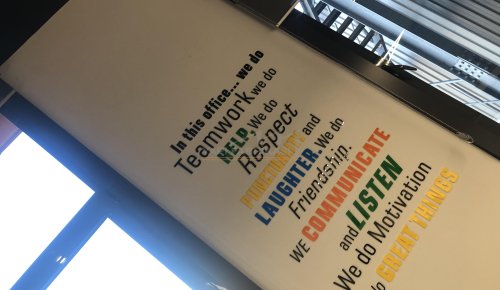 In this office... we do
Teamwork we do
HELP. We do
Respect
PUNCTUALITY and
LAUGHTER. We do
Friendship.
WE COMMUNICATE
and LISTEN
We do Motivation
GREAT THINGS